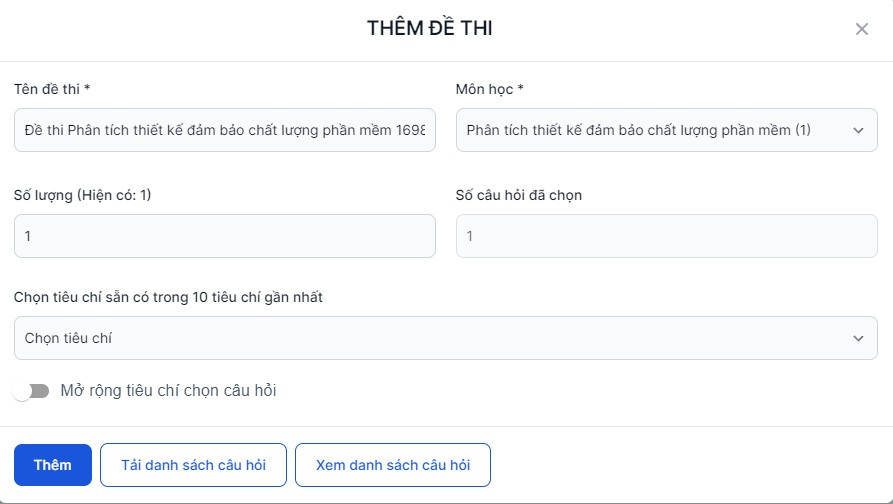 THÊM ĐỀ THI
Tên đề thi *
Môn học *
Đề thi Phân tích thiết kế đảm bảo chất lượng phần mềm 1698
Phân tích thiết kế đảm bảo chất lượng phần mềm (1)
Số lượng (Hiện có: 1)
Số câu hỏi đã chọn
1
1
Chọn tiêu chí sẵn có trong 10 tiêu chí gần nhất
Chọn tiêu chí
Mở rộng tiêu chí chọn câu hỏi
Thêm
Tải danh sách câu hỏi
Xem danh sách câu hỏi